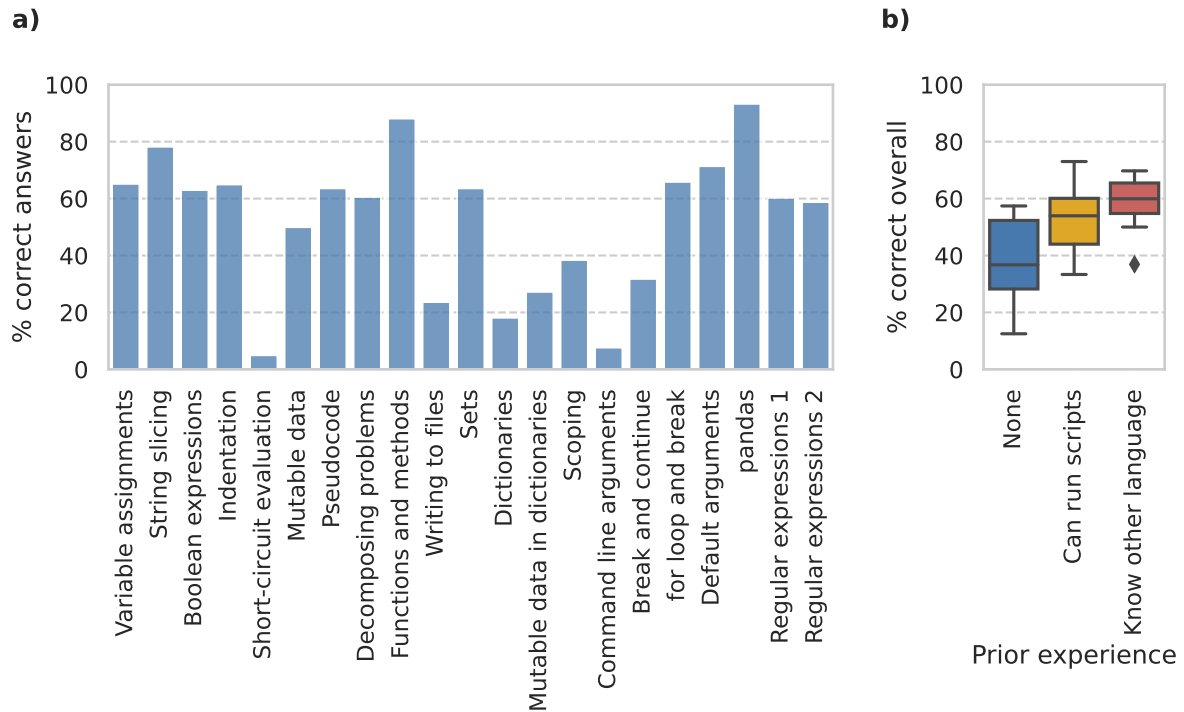 a)
% correct answers
100
80
60
40
20
0
Variable assignments
String slicing
Boolean expressions
Indentation
Short-circuit evaluation
Mutable data
Pseudocode
Decomposing problems
Functions and methods
Writing to files
Sets
Dictionaries
Mutable data in dictionaries
Scoping
Command line arguments
Break and continue
for loop and break
Default arguments
pandas
Regular expressions 1
Regular expressions 2
b)
% correct overall
100
80
60
40
20
0
None
Can run scripts
Know other language
Prior experience